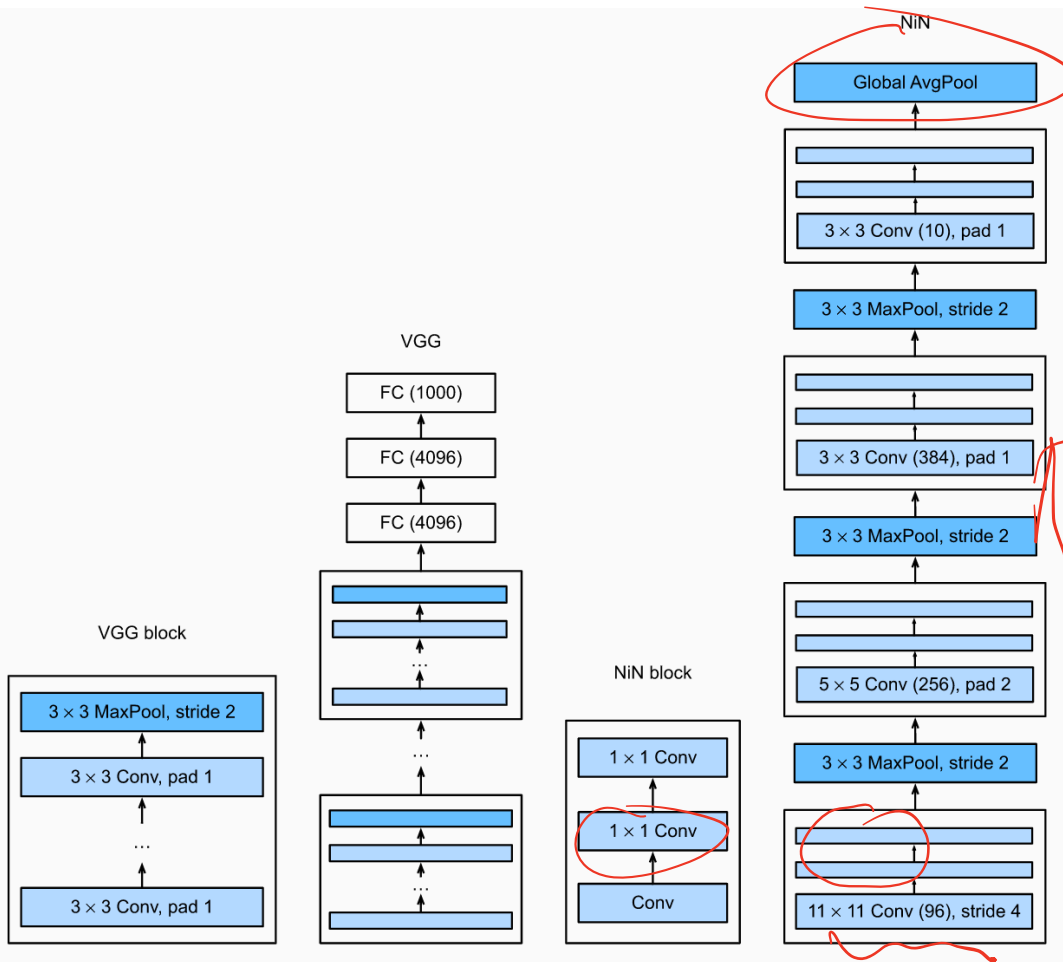 VGG block
3 × 3 MaxPool, stride 2
3 × 3 Conv, pad 1
...
3 × 3 Conv, pad 1
VGG
FC (1000)
FC (4096)
FC (4096)
...
...
...
NiN block
1 × 1 Conv
1 × 1 Conv
Conv
NiN
Global AvgPool
3 × 3 Conv (10), pad 1
3 × 3 MaxPool, stride 2
3 × 3 Conv (384), pad 1
3 × 3 MaxPool, stride 2
5 × 5 Conv (256), pad 2
3 × 3 MaxPool, stride 2
11 × 11 Conv (96), stride 4